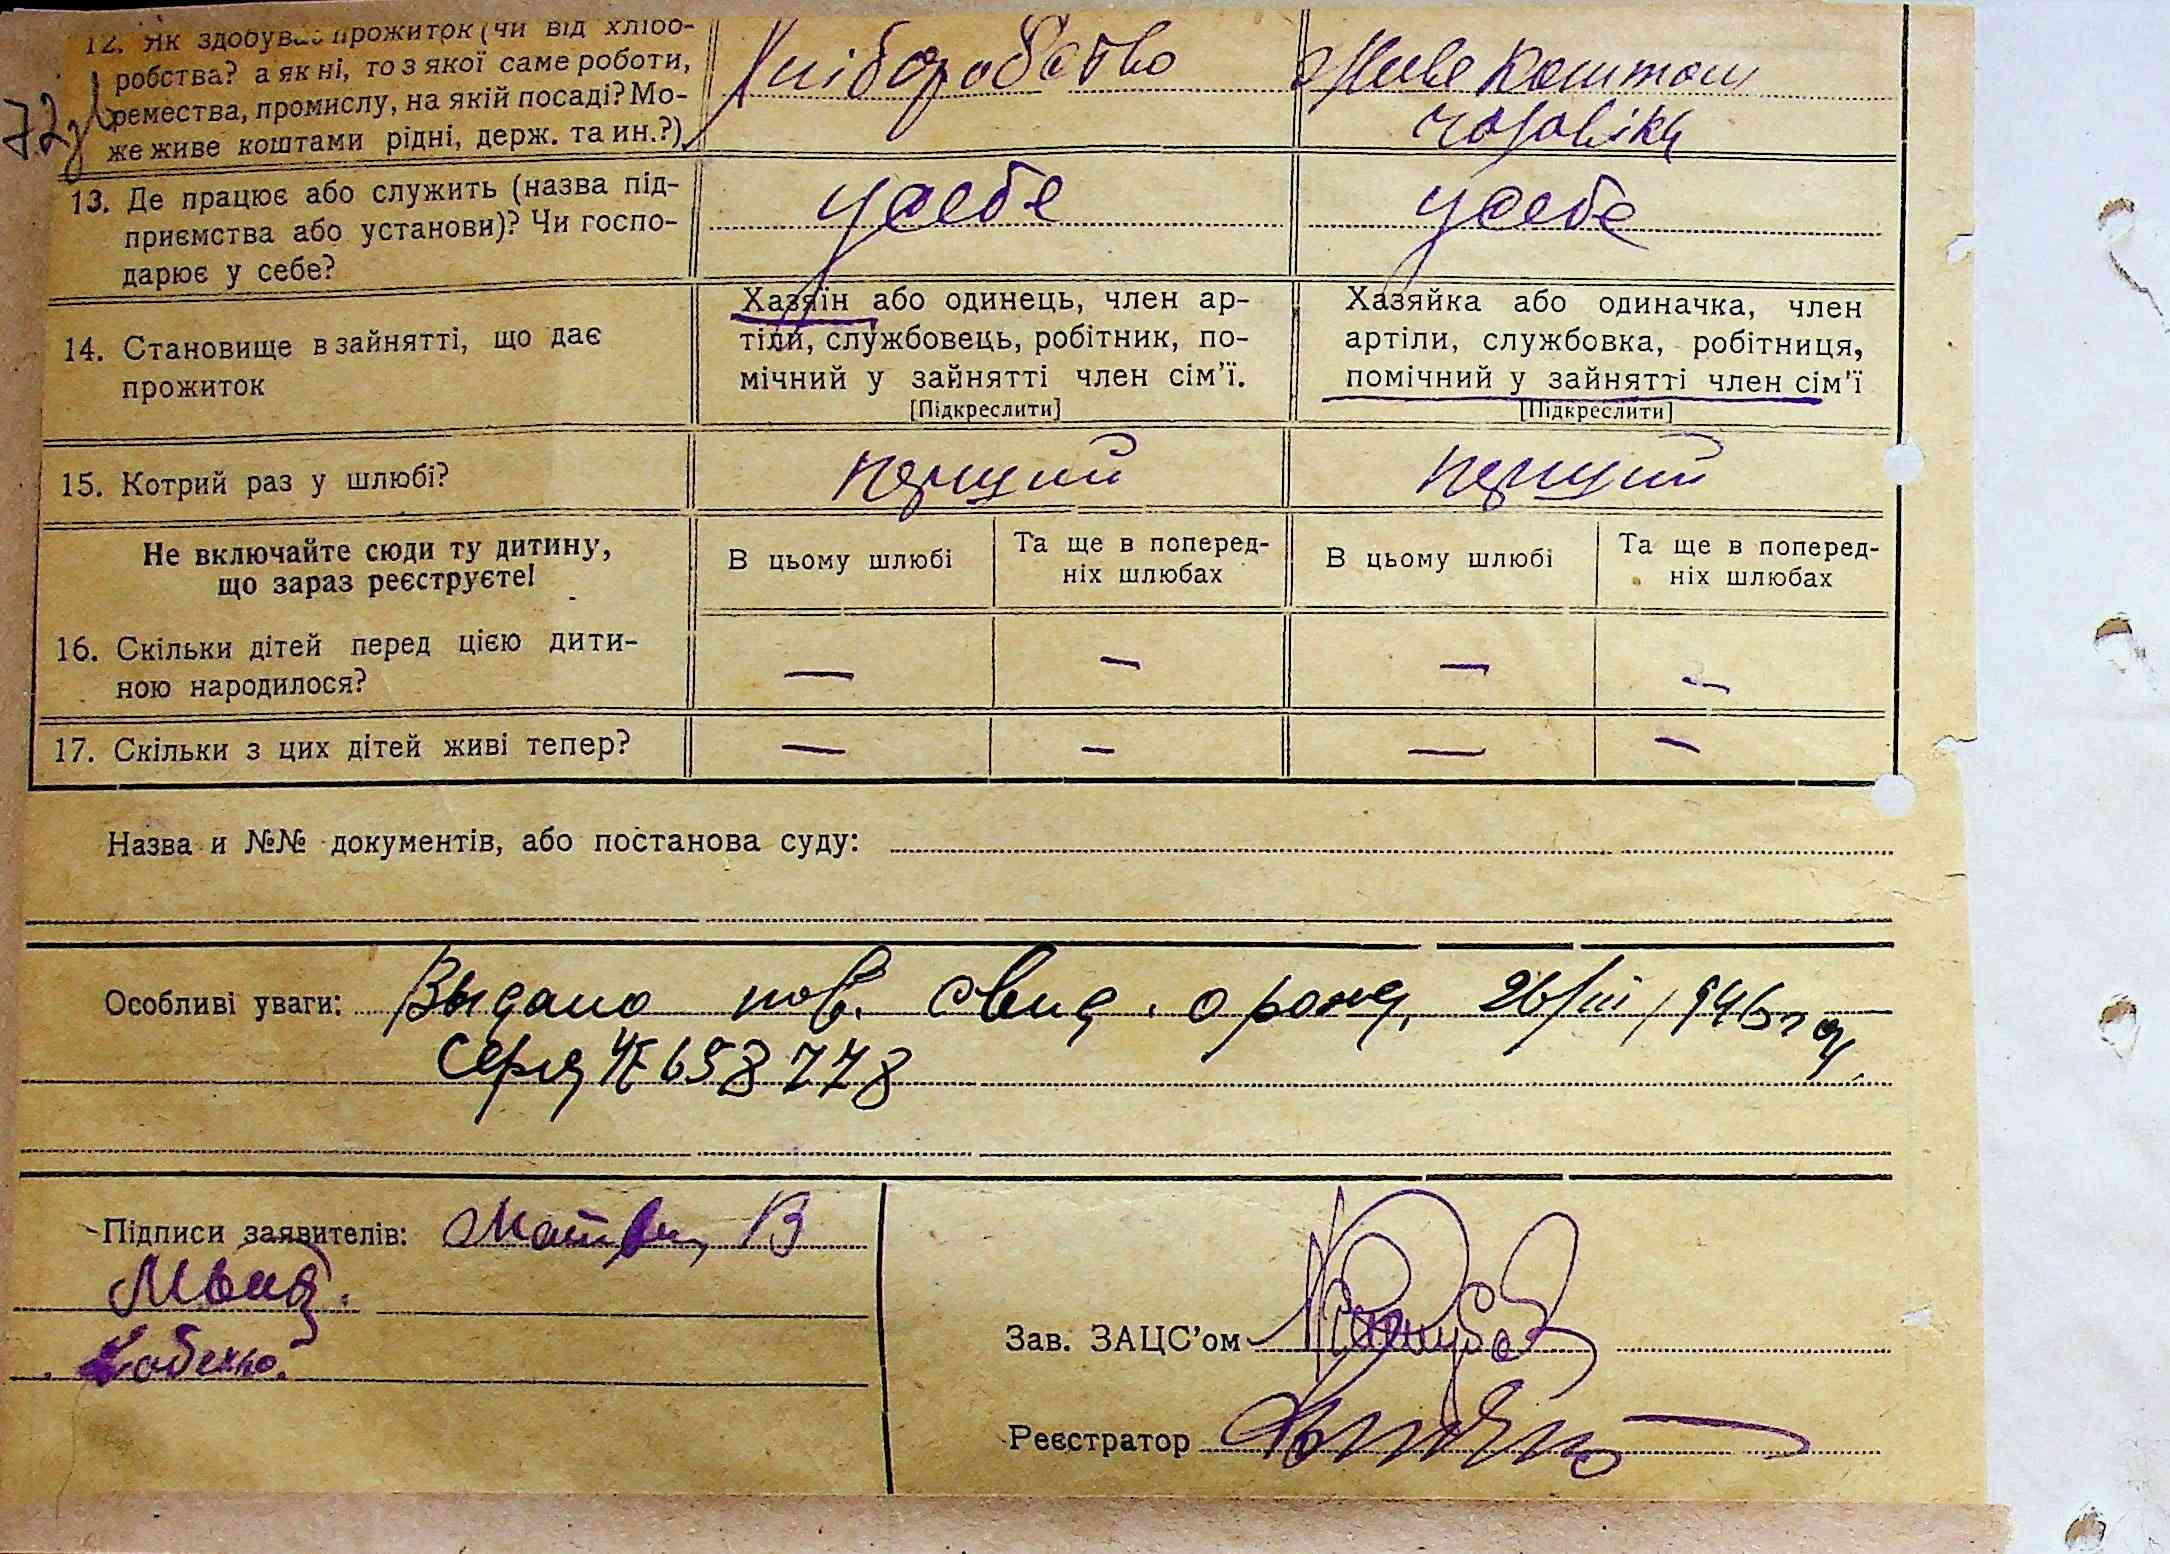 12. Як здобуває прожиток (чи від хлібо-
робства? а як ні, то з якої саме роботи,
ремества, промислу, на якій посаді? Мо-
же живе коштами рідні, держ. та ин.?)
Хліборобство
Живе коштом
чоловіка
13. Де працює або служить (назва під-
приємства або установи)? Чи госпо-
дарює у себе?
у себе
у себе
14. Становище в зайнятті, що дає
прожиток
Хазяїн або одинець, член ар-
тіли, службовець, робітник, по-
мічний у зайнятті член сім'ї.
[Підкреслити]
Хазяйка або одиначка, член
артіли, службовка, робітниця,
помічний у зайнятті член сім'ї
[Підкреслити]
15. Котрий раз у шлюбі?
перший
перший
Не включайте сюди ту дитину,
що зараз реєструєте!
В цьому шлюбі
Та ще в поперед-
ніх шлюбах
В цьому шлюбі
Та ще в поперед-
ніх шлюбах
16. Скільки дітей перед цією дити-
ною народилося?
— — — —
17. Скільки з цих дітей живі тепер?
— — — —
Назва и №№ документів, або постанова суду:
Особливі уваги: Выдано пов. свид. о рожд. 26/III 1946
серия ЧЕ 658778
Підписи заявителів:
Зав. ЗАЦС'ом
Реєстратор